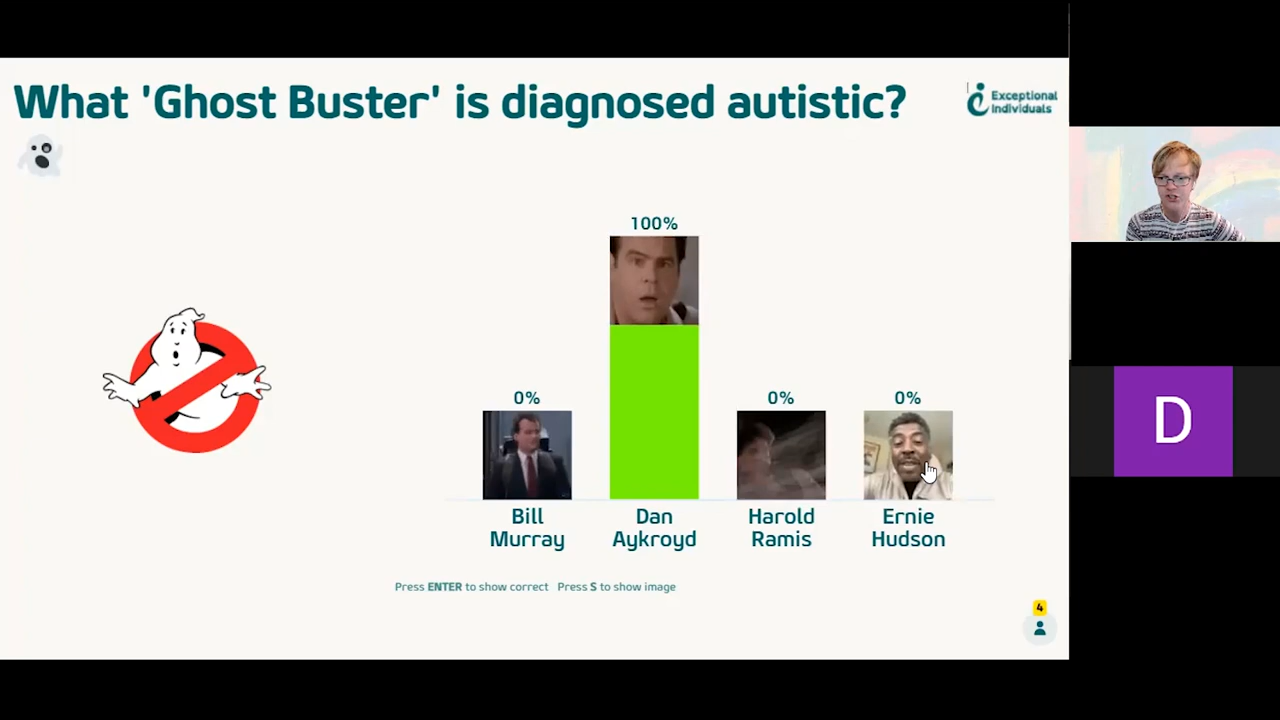 What 'Ghost Buster' is diagnosed autistic?
Exceptional
Individuals
100%
0%
0%
0%
Bill
Murray
Dan
Aykroyd
Harold
Ramis
Ernie
Hudson
Press ENTER to show correct Press S to show image
4
D